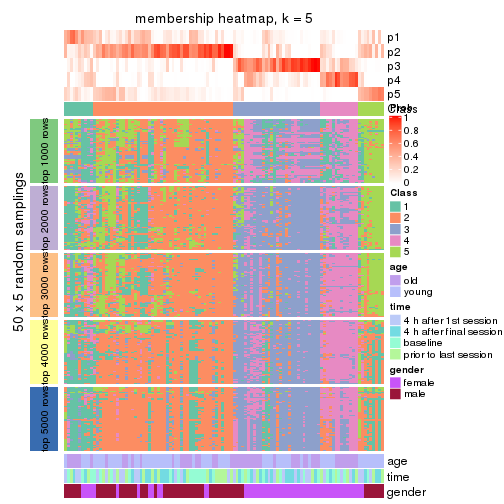 membership heatmap, k = 5
p1
p2
p3
p4
p5
Class
Prob
1
0.8
0.6
0.4
0.2
0
Class
1
2
3
4
5
age
old
young
time
4 h after 1st session
4 h after final session
baseline
prior to last session
gender
female
male
50 x 5 random samplings
top 1000 rows
top 2000 rows
top 3000 rows
top 4000 rows
top 5000 rows
age
time
gender